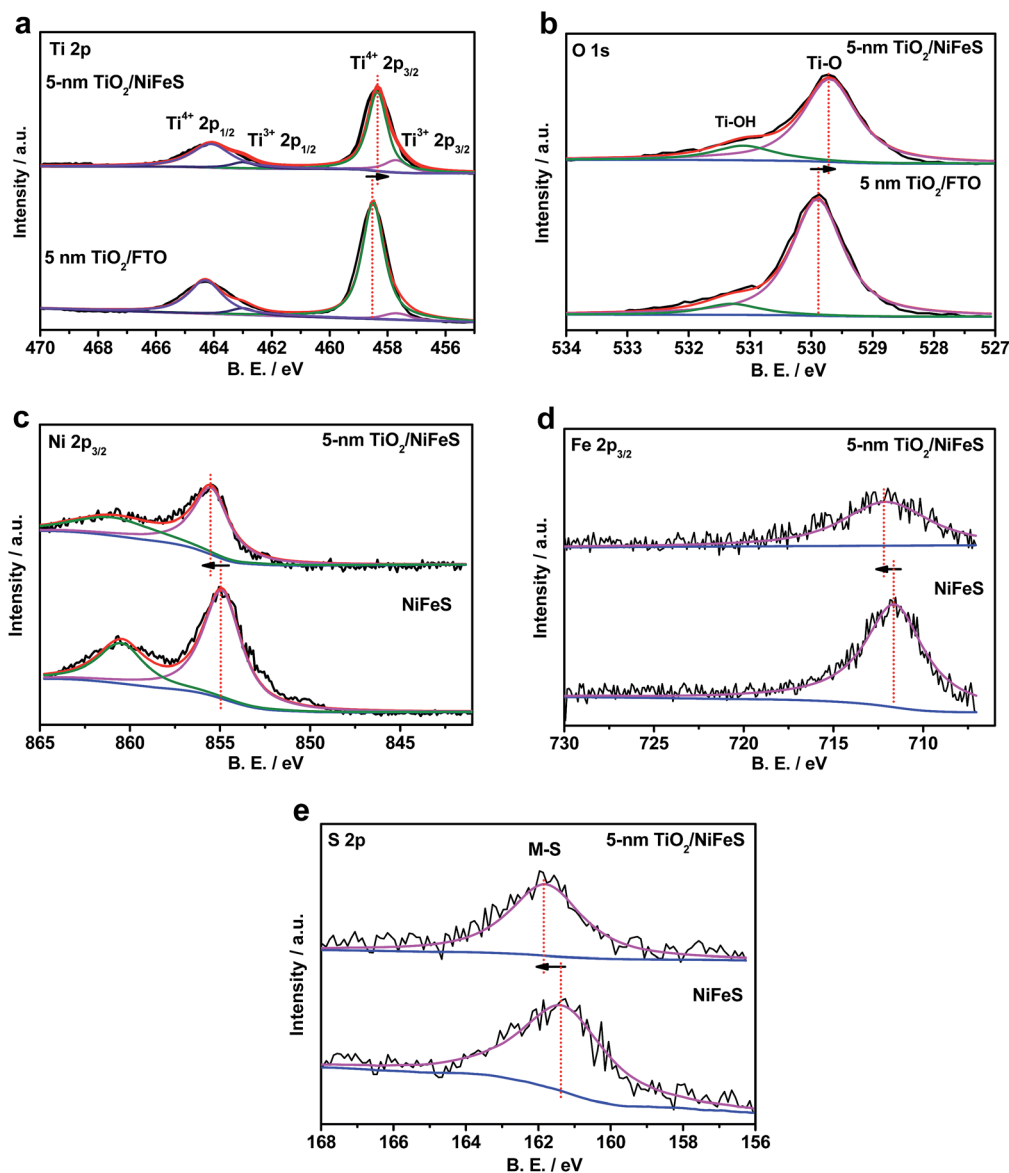 a
Ti 2p
5-nm TiO₂/NiFeS
Ti⁴⁺ 2p₃/₂
Ti⁴⁺ 2p₁/₂
Ti³⁺ 2p₁/₂
Ti³⁺ 2p₃/₂
5 nm TiO₂/FTO
Intensity / a.u.
470 468 466 464 462 460 458 456
B. E. / eV
b
O 1s
5-nm TiO₂/NiFeS
Ti-O
Ti-OH
5 nm TiO₂/FTO
Intensity / a.u.
534 533 532 531 530 529 528 527
B. E. / eV
c
Ni 2p₃/₂
5-nm TiO₂/NiFeS
NiFeS
Intensity / a.u.
865 860 855 850 845
B. E. / eV
d
Fe 2p₃/₂
5-nm TiO₂/NiFeS
NiFeS
Intensity / a.u.
730 725 720 715 710
B. E. / eV
e
S 2p
5-nm TiO₂/NiFeS
M-S
NiFeS
Intensity / a.u.
168 166 164 162 160 158 156
B. E. / eV